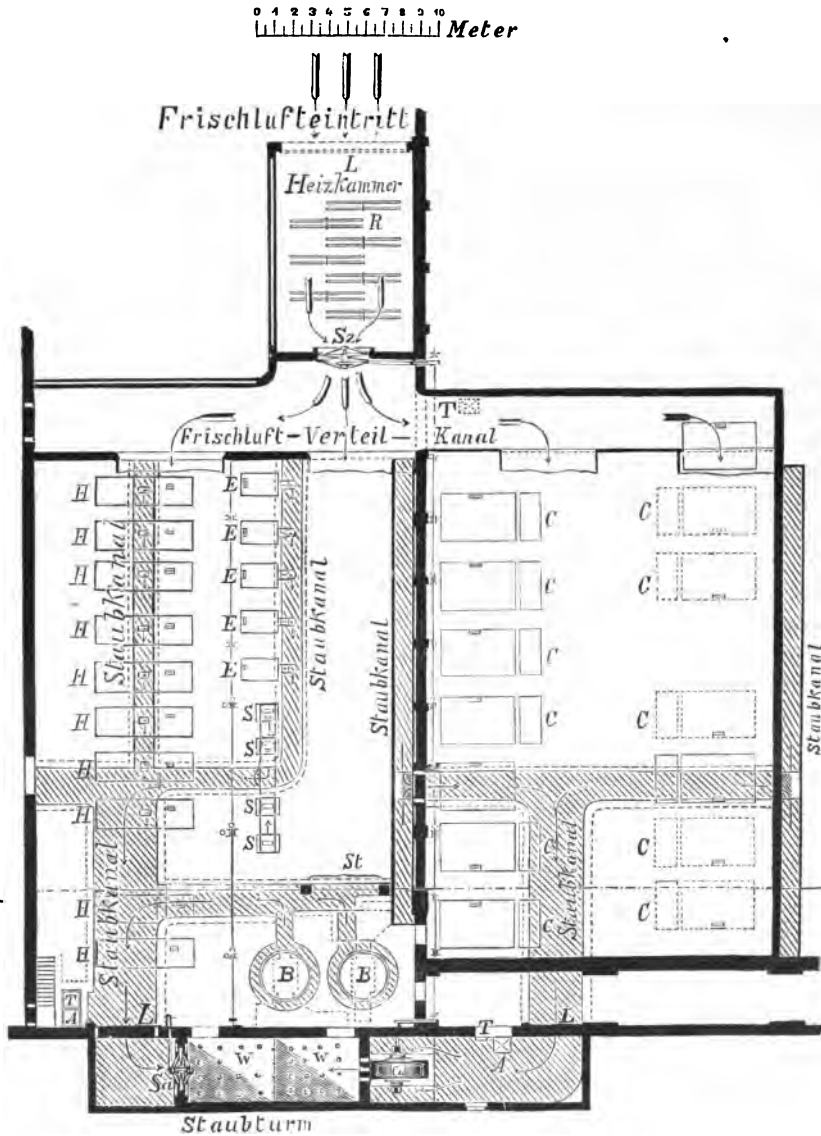 0 1 2 3 4 5 6 7 8 9 10 Meter
Frischlufteintritt
L
Heizkammer
R
Sz
T
Frischluft-Verteil-Kanal
H E C C
H E C C
H E C
H E C
H E C C
H S
H S
H S C C
H S
St
H C C
H
B B
Staubkanal
Staubkanal
Staubkanal
Staubkanal
Staubkanal
Staubkanal
T
A
L T L
W W A
Sa
Staubturm